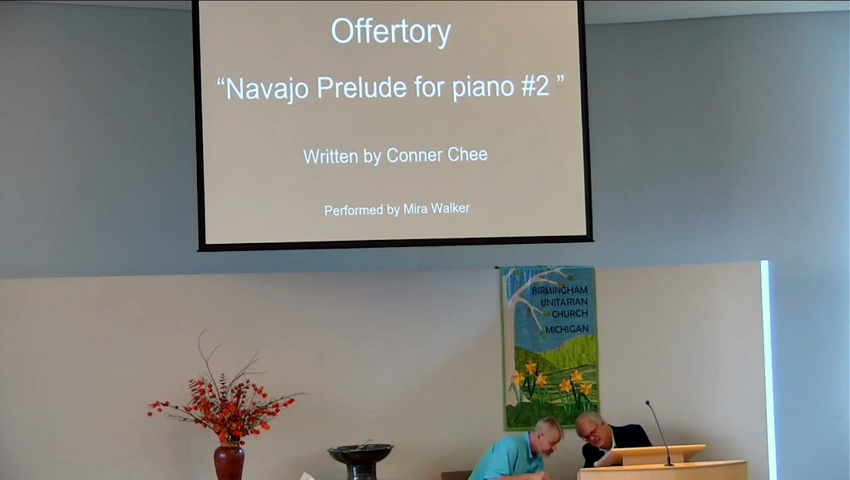 Offertory
“Navajo Prelude for piano #2 ”
Written by Conner Chee
Performed by Mira Walker
BIRMINGHAM
UNITARIAN
CHURCH
MICHIGAN